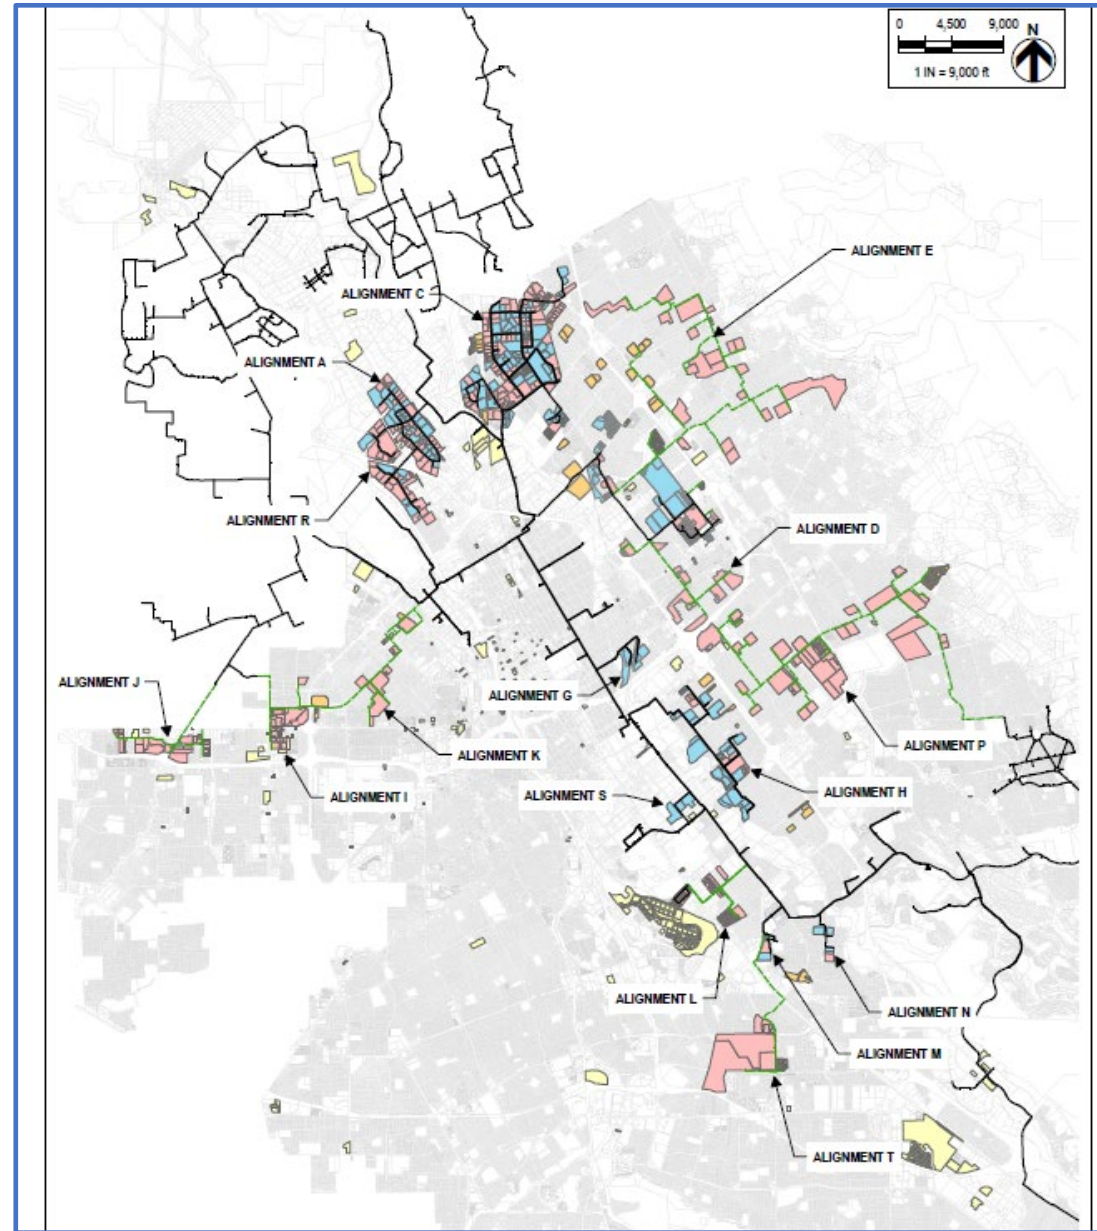 0 4,500 9,000 N
1 IN = 9,000 ft
ALIGNMENT E
ALIGNMENT C
ALIGNMENT A
ALIGNMENT R
ALIGNMENT D
ALIGNMENT J
ALIGNMENT G
ALIGNMENT P
ALIGNMENT K
ALIGNMENT I
ALIGNMENT S
ALIGNMENT H
ALIGNMENT L
ALIGNMENT N
ALIGNMENT M
ALIGNMENT T